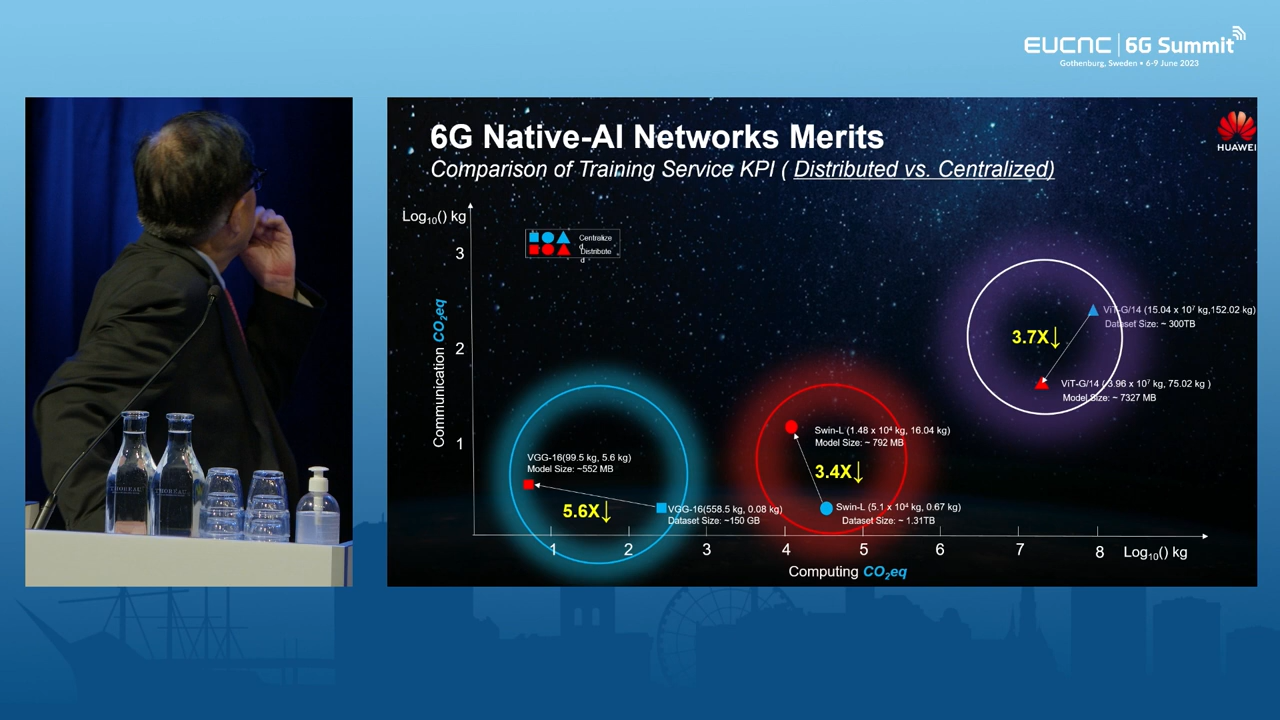 EUCNC | 6G Summit
Gothenburg, Sweden • 6-9 June 2023
6G Native-AI Networks Merits
Comparison of Training Service KPI ( Distributed vs. Centralized)
HUAWEI
Log10() kg
Centralize
d
Distribute
d
3
2
1
Communication CO2eq
ViT-G/14 (15.04 x 10⁷ kg,152.02 kg)
Dataset Size: ~ 300TB
3.7X↓
ViT-G/14 ( 3.96 x 10⁷ kg, 75.02 kg )
Model Size: ~ 7327 MB
Swin-L (1.48 x 10⁴ kg, 16.04 kg)
Model Size: ~ 792 MB
3.4X↓
Swin-L (5.1 x 10⁴ kg, 0.67 kg)
Dataset Size: ~ 1.31TB
VGG-16(99.5 kg, 5.6 kg)
Model Size: ~552 MB
5.6X↓
VGG-16(558.5 kg, 0.08 kg)
Dataset Size: ~150 GB
1 2 3 4 5 6 7 8 Log10() kg
Computing CO2eq